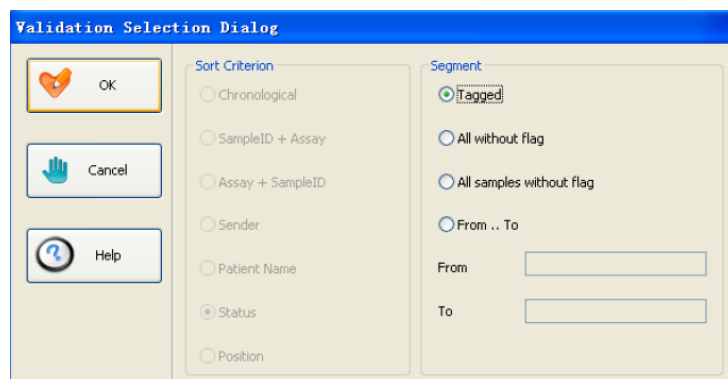 Validation Selection Dialog
OK
Cancel
Help
Sort Criterion
Chronological
SampleID + Assay
Assay + SampleID
Sender
Patient Name
Status
Position
Segment
Tagged
All without flag
All samples without flag
From .. To
From
To